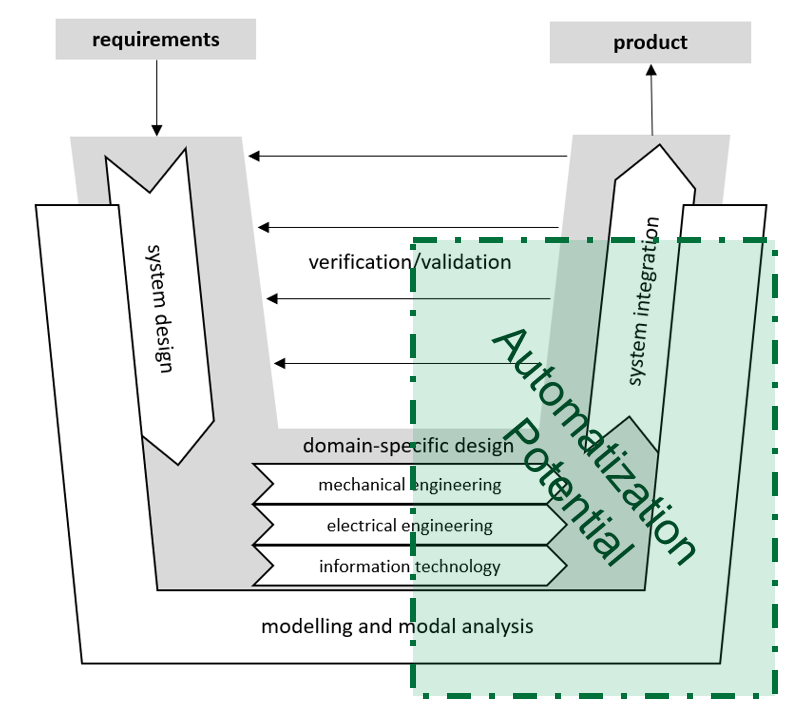 requirements
product
system design
verification/validation
system integration
Automatization
Potential
domain-specific design
mechanical engineering
electrical engineering
information technology
modelling and modal analysis